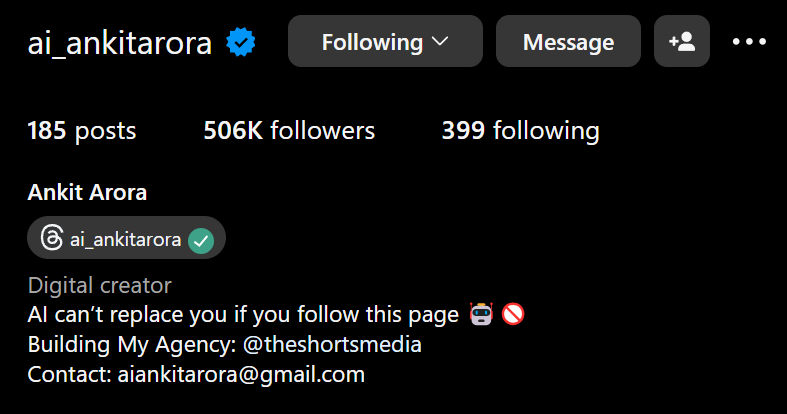 ai_ankitarora Following Message
185 posts 506K followers 399 following
Ankit Arora
ai_ankitarora
Digital creator
AI can’t replace you if you follow this page 🤖🚫
Building My Agency: @theshortsmedia
Contact: aiankitarora@gmail.com